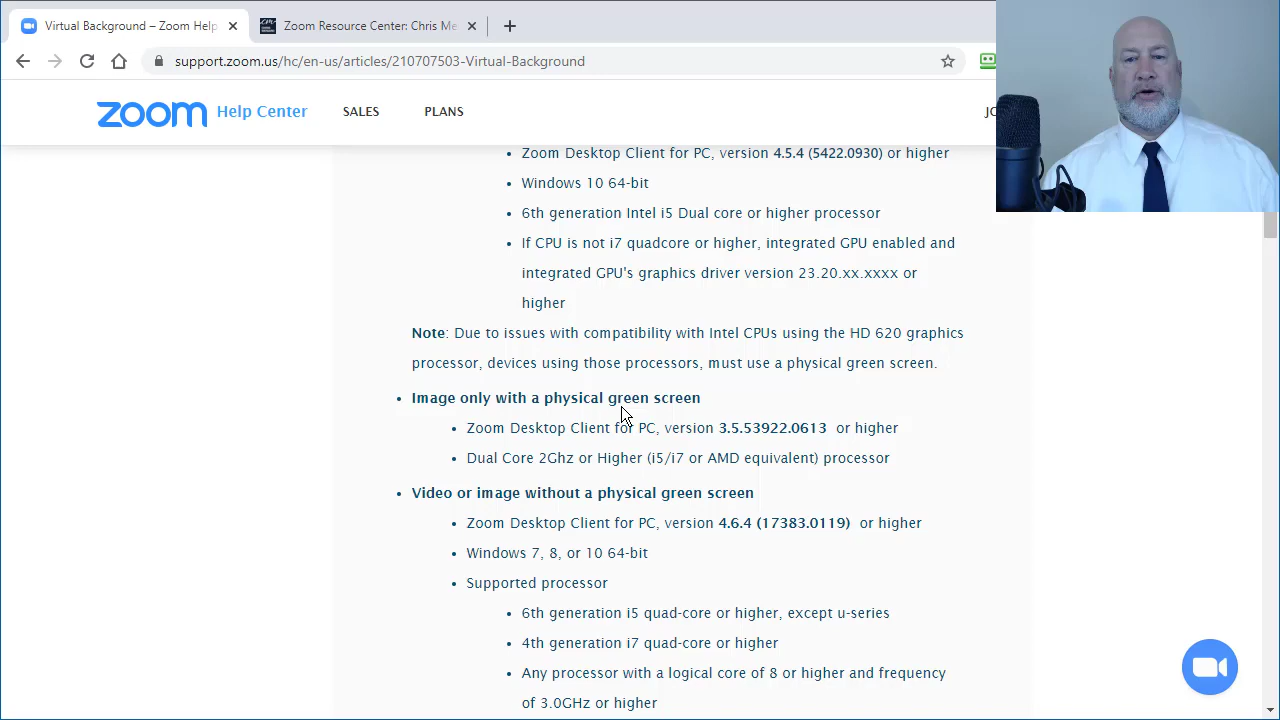 Virtual Background – Zoom Help
Zoom Resource Center: Chris Me
support.zoom.us/hc/en-us/articles/210707503-Virtual-Background
zoom Help Center SALES PLANS JO
Zoom Desktop Client for PC, version 4.5.4 (5422.0930) or higher
Windows 10 64-bit
6th generation Intel i5 Dual core or higher processor
If CPU is not i7 quadcore or higher, integrated GPU enabled and
integrated GPU's graphics driver version 23.20.xx.xxxx or
higher
Note: Due to issues with compatibility with Intel CPUs using the HD 620 graphics
processor, devices using those processors, must use a physical green screen.
Image only with a physical green screen
Zoom Desktop Client for PC, version 3.5.53922.0613 or higher
Dual Core 2Ghz or Higher (i5/i7 or AMD equivalent) processor
Video or image without a physical green screen
Zoom Desktop Client for PC, version 4.6.4 (17383.0119) or higher
Windows 7, 8, or 10 64-bit
Supported processor
6th generation i5 quad-core or higher, except u-series
4th generation i7 quad-core or higher
Any processor with a logical core of 8 or higher and frequency
of 3.0GHz or higher